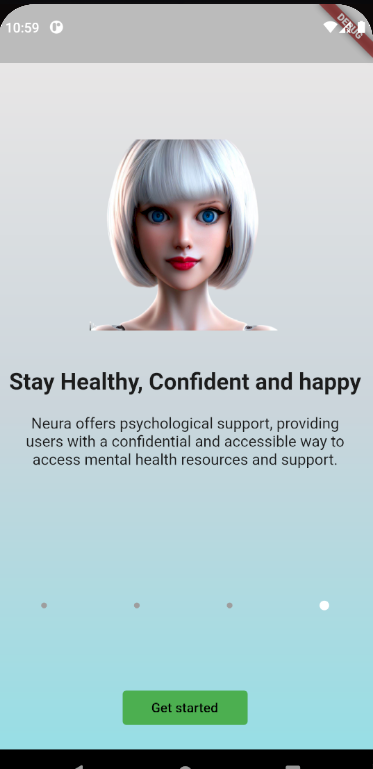 10:59
DEBUG
Stay Healthy, Confident and happy
Neura offers psychological support, providing
users with a confidential and accessible way to
access mental health resources and support.
Get started